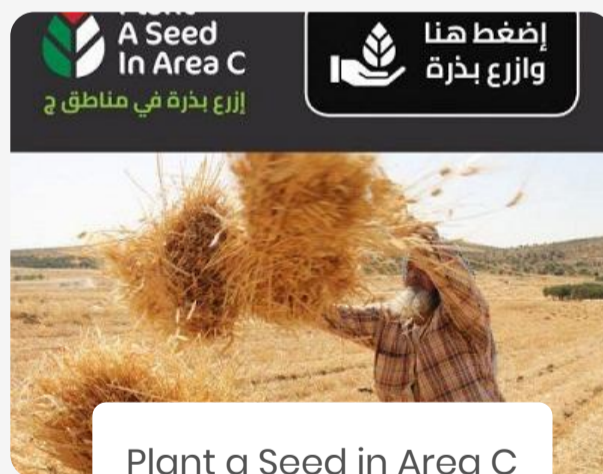 A Seed
In Area C
إزرع بذرة في مناطق ج
إضغط هنا
وازرع بذرة
Plant a Seed in Area C